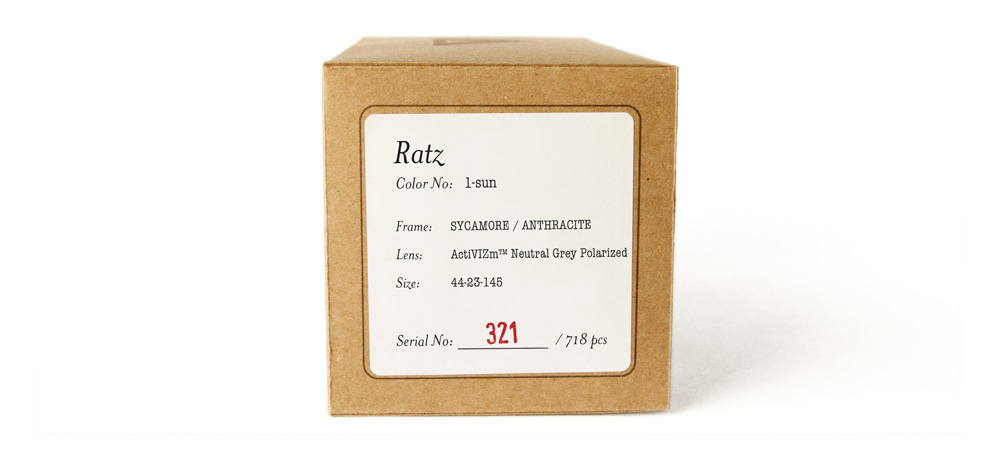 Ratz
Color No: 1-sun
Frame: SYCAMORE / ANTHRACITE
Lens: ActiVIZm™ Neutral Grey Polarized
Size: 44-23-145
Serial No: 321 / 718 pcs